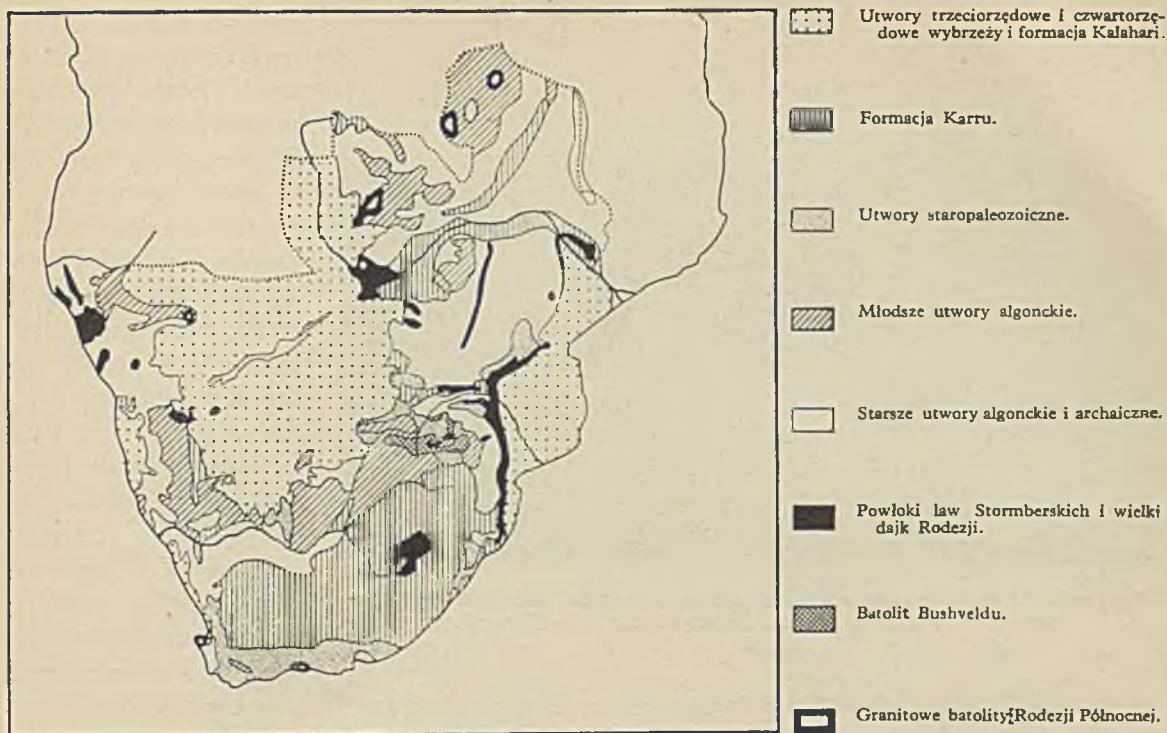 Utwory trzeciorzędowe i czwartorzę-
dowe wybrzeży i formacja Kalahari.
Formacja Karru.
Utwory staropaleozoiczne.
Młodsze utwory algonckie.
Starsze utwory algonckie i archaiczne.
Powłoki law Stormberskich i wielki
dajk Rodezji.
Batolit Bushveldu.
Granitowe batolity Rodezji Północnej.